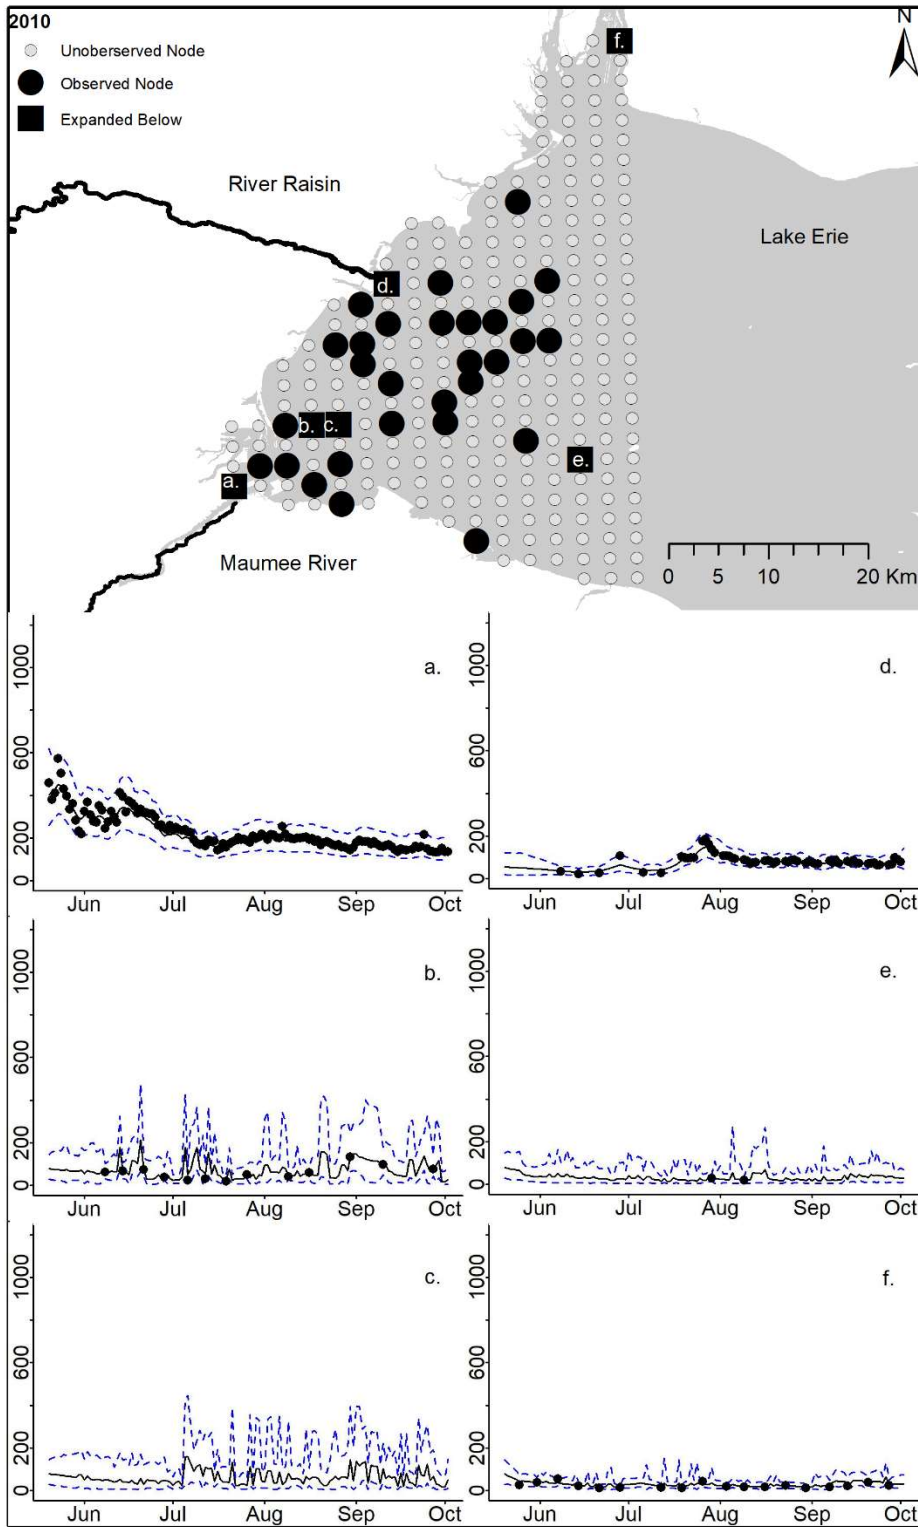 2010
N
Unoberserved Node
Observed Node
Expanded Below
f.
River Raisin
Lake Erie
d.
b. c.
e.
a.
Maumee River
0 5 10 20 Km
a.
1000
600
200
0
Jun Jul Aug Sep Oct
d.
1000
600
200
0
Jun Jul Aug Sep Oct
b.
1000
600
200
0
Jun Jul Aug Sep Oct
e.
1000
600
200
0
Jun Jul Aug Sep Oct
c.
1000
600
200
0
Jun Jul Aug Sep Oct
f.
1000
600
200
0
Jun Jul Aug Sep Oct